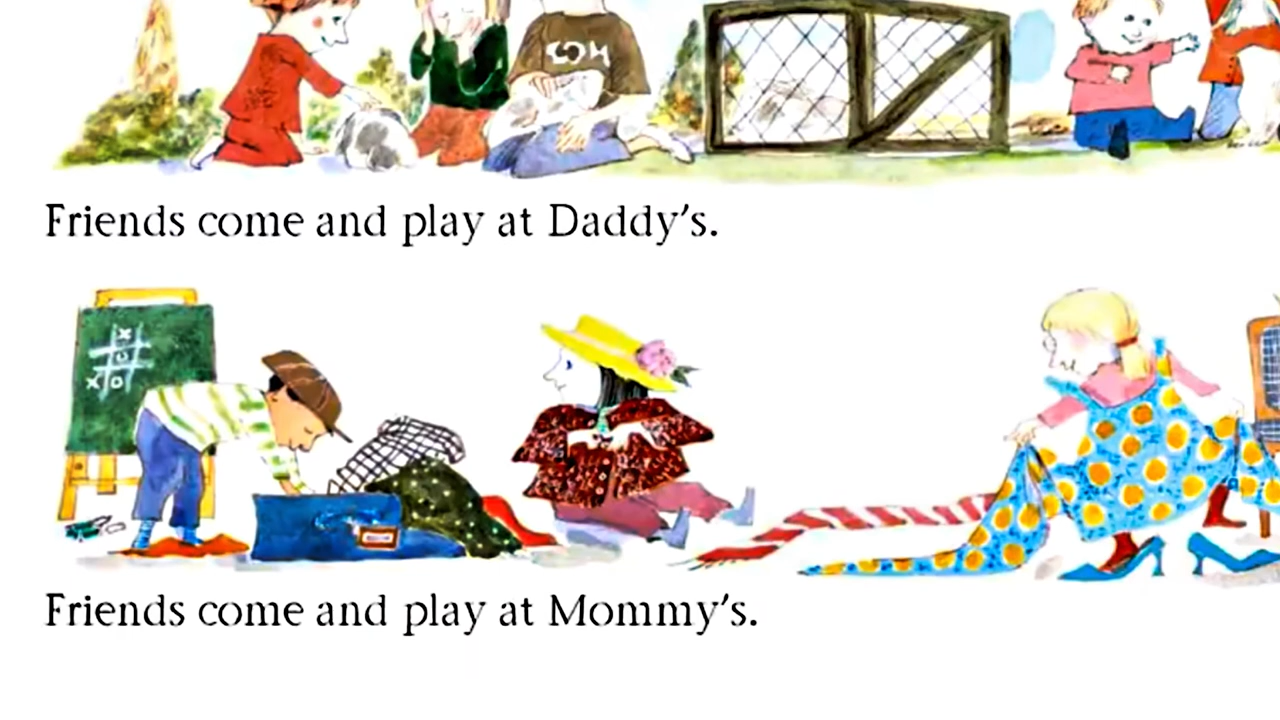 Friends come and play at Daddy's.
x
o
x o
Friends come and play at Mommy's.